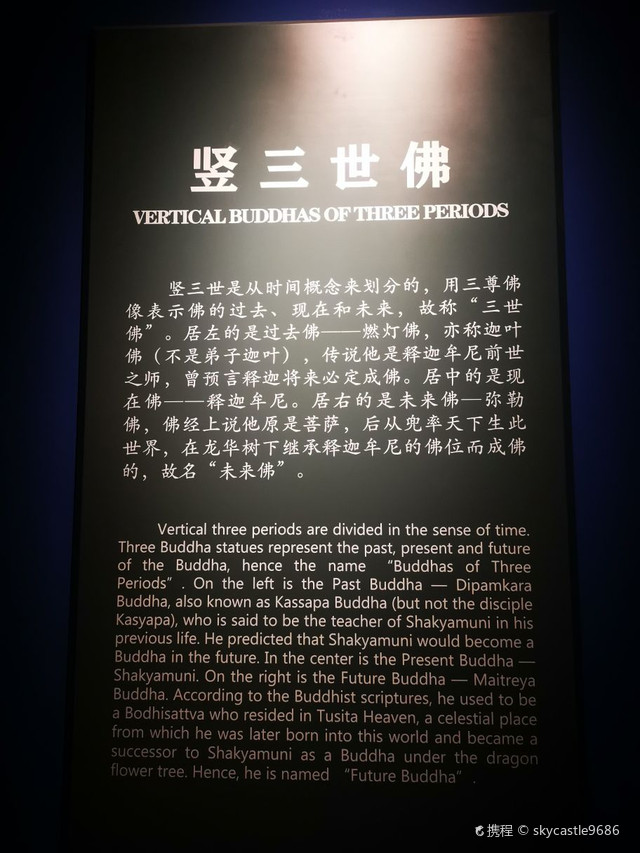 竖三世佛
VERTICAL BUDDHAS OF THREE PERIODS
竖三世是从时间概念来划分的，用三尊佛
像表示佛的过去、现在和未来，故称“三世
佛”。居左的是过去佛——燃灯佛，亦称迦叶
佛（不是弟子迦叶），传说他是释迦牟尼前世
之师，曾预言释迦将来必定成佛。居中的是现
在佛——释迦牟尼。居右的是未来佛—弥勒
佛，佛经上说他原是菩萨，后从兜率天下生此
世界，在龙华树下继承释迦牟尼的佛位而成佛
的，故名“未来佛”。
Vertical three periods are divided in the sense of time.
Three Buddha statues represent the past, present and future
of the Buddha, hence the name “Buddhas of Three
Periods”. On the left is the Past Buddha — Dipamkara
Buddha, also known as Kassapa Buddha (but not the disciple
Kasyapa), who is said to be the teacher of Shakyamuni in his
previous life. He predicted that Shakyamuni would become a
Buddha in the future. In the center is the Present Buddha —
Shakyamuni. On the right is the Future Buddha — Maitreya
Buddha. According to the Buddhist scriptures, he used to be
a Bodhisattva who resided in Tusita Heaven, a celestial place
from which he was later born into this world and became a
successor to Shakyamuni as a Buddha under the dragon
flower tree. Hence, he is named “Future Buddha”.
携程 © skycastle9686